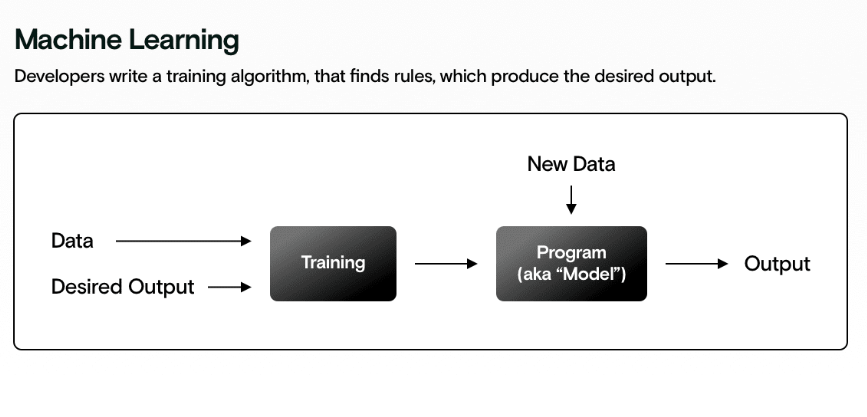 Machine Learning
Developers write a training algorithm, that finds rules, which produce the desired output.
New Data
Data
Desired Output
Training
Program
(aka “Model”)
Output